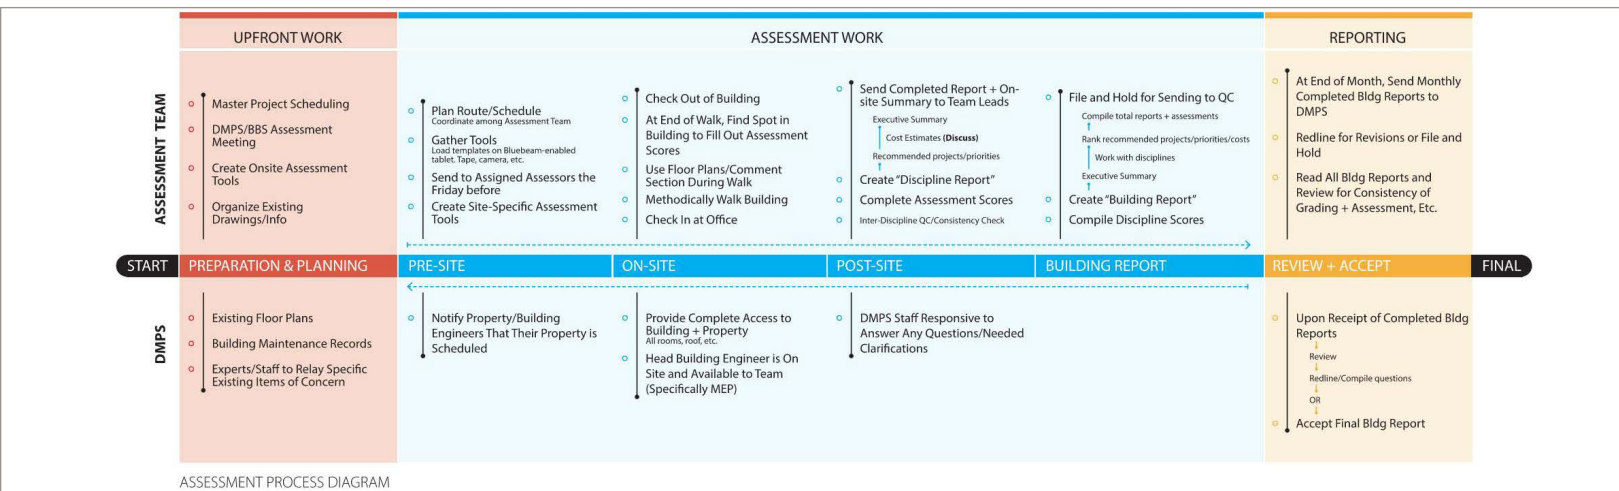 UPFRONT WORK
ASSESSMENT WORK
REPORTING
ASSESSMENT TEAM
Master Project Scheduling
DMPS/BBS Assessment
Meeting
Create Onsite Assessment
Tools
Organize Existing
Drawings/Info
Plan Route/Schedule
Coordinate among Assessment Team
Gather Tools
Load templates on Bluebeam-enabled
tablet. Tape, camera, etc.
Send to Assigned Assessors the
Friday before
Create Site-Specific Assessment
Tools
Check Out of Building
At End of Walk, Find Spot in
Building to Fill Out Assessment
Scores
Use Floor Plans/Comment
Section During Walk
Methodically Walk Building
Check In at Office
Send Completed Report + On-
site Summary to Team Leads
Executive Summary
Cost Estimates (Discuss)
Recommended projects/priorities
Create "Discipline Report"
Complete Assessment Scores
Inter-Discipline QC/Consistency Check
File and Hold for Sending to QC
Compile total reports + assessments
Rank recommended projects/priorities/costs
Work with disciplines
Executive Summary
Create "Building Report"
Compile Discipline Scores
At End of Month, Send Monthly
Completed Bldg Reports to
DMPS
Redline for Revisions or File and
Hold
Read All Bldg Reports and
Review for Consistency of
Grading + Assessment, Etc.
START
PREPARATION & PLANNING
PRE-SITE
ON-SITE
POST-SITE
BUILDING REPORT
REVIEW + ACCEPT
FINAL
DMPS
Existing Floor Plans
Building Maintenance Records
Experts/Staff to Relay Specific
Existing Items of Concern
Notify Property/Building
Engineers That Their Property is
Scheduled
Provide Complete Access to
Building + Property
All rooms, roof, etc.
Head Building Engineer is On
Site and Available to Team
(Specifically MEP)
DMPS Staff Responsive to
Answer Any Questions/Needed
Clarifications
Upon Receipt of Completed Bldg
Reports
Review
Redline/Compile questions
OR
Accept Final Bldg Report
ASSESSMENT PROCESS DIAGRAM